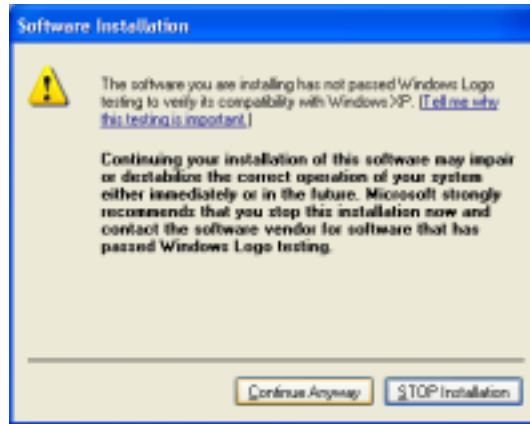 Software Installation
The software you are installing has not passed Windows Logo
testing to verify its compatibility with Windows XP. (Tell me why
this testing is important.)
Continuing your installation of this software may impair
or destabilize the correct operation of your system
either immediately or in the future. Microsoft strongly
recommends that you stop this installation now and
contact the software vendor for software that has
passed Windows Logo testing.
Continue Anyway
STOP Installation